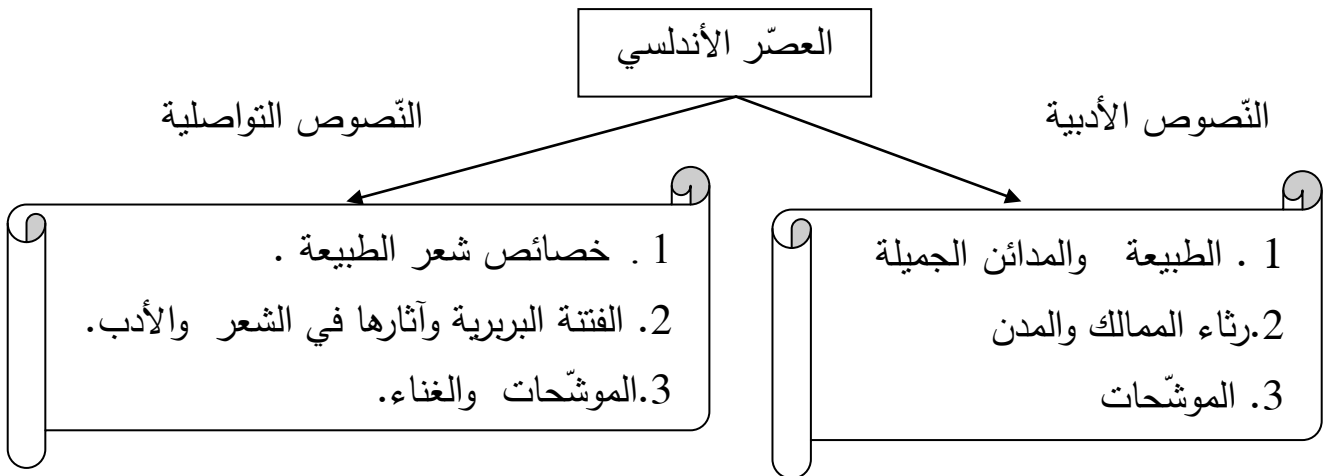 العصّر الأندلسي
النّصوص الأدبية
النّصوص التواصلية
1 . الطبيعة والمدائن الجميلة
2.رثاء الممالك والمدن
3. الموشّحات
1 . خصائص شعر الطبيعة .
2. الفتنة البربرية وآثارها في الشعر والأدب.
3.الموشّحات والغناء.